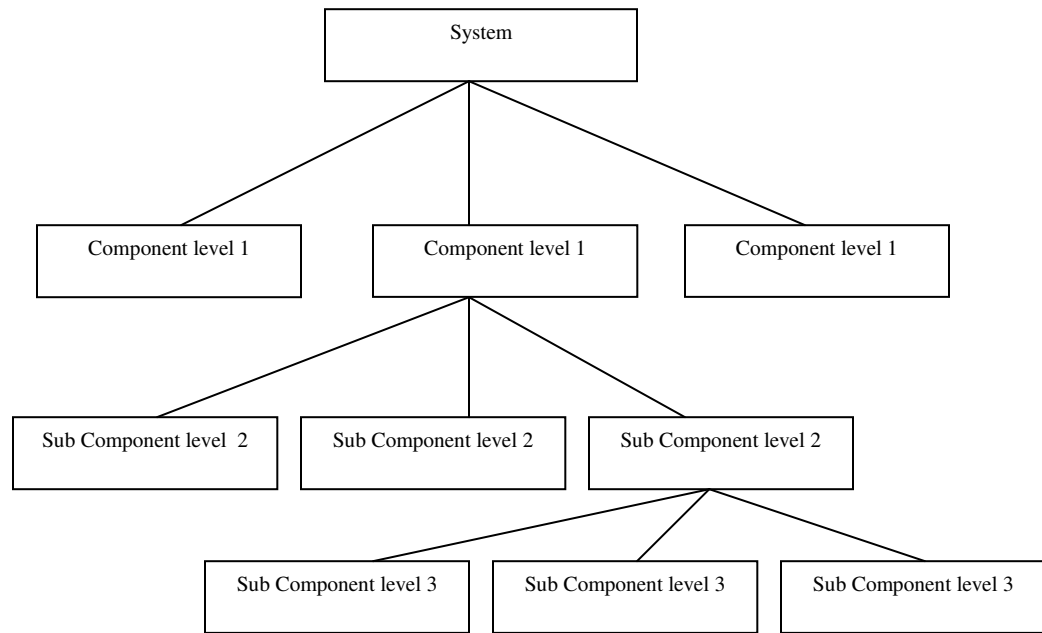 System
Component level 1
Component level 1
Component level 1
Sub Component level  2
Sub Component level 2
Sub Component level 2
Sub Component level 3
Sub Component level 3
Sub Component level 3